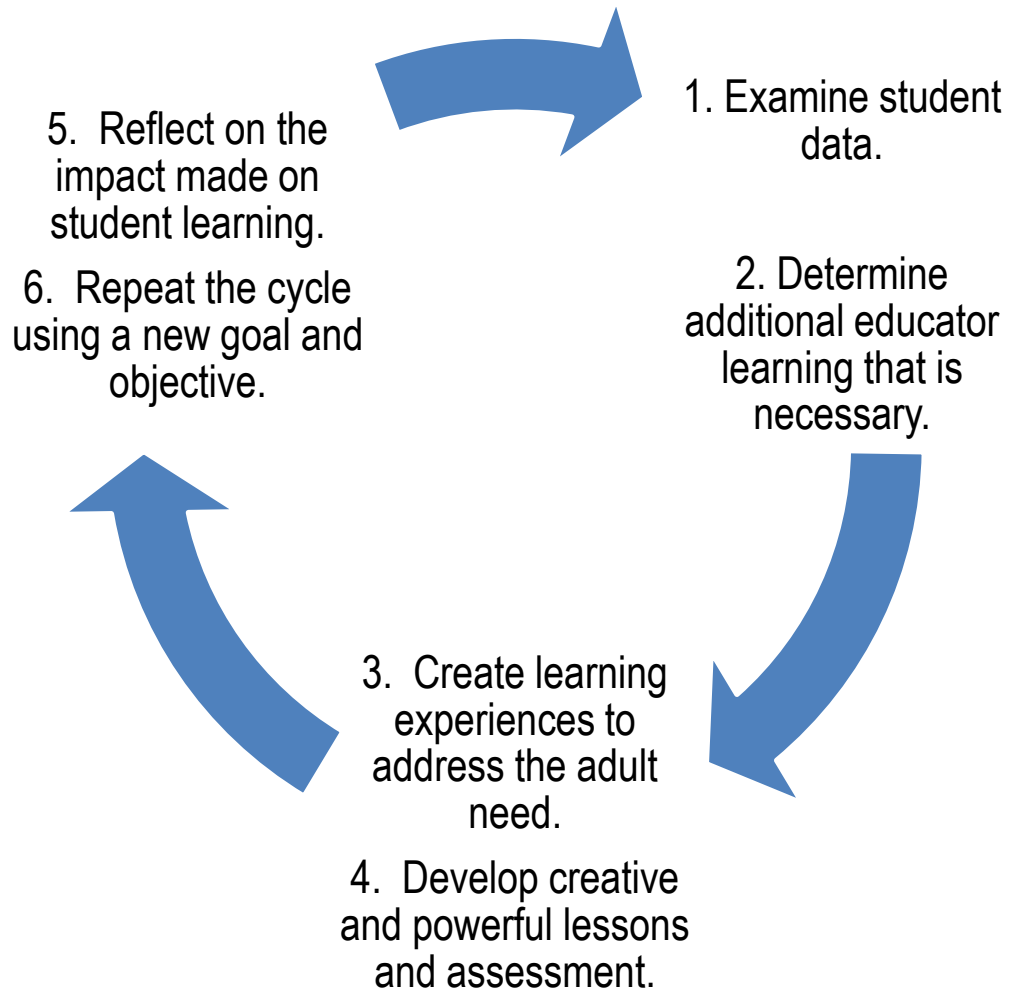 1. Examine student
data.
2. Determine
additional educator
learning that is
necessary.
3.  Create learning
experiences to
address the adult
need.
4.  Develop creative
and powerful lessons
and assessment.
5.  Reflect on the
impact made on
student learning.
6.  Repeat the cycle
using a new goal and
objective.